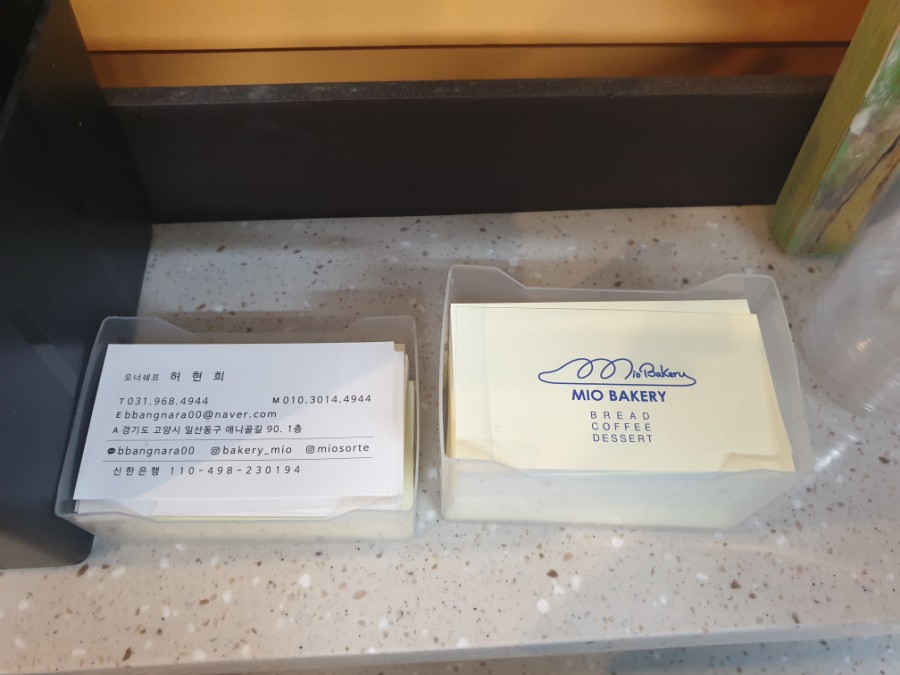 오너쉐프 허 현 희
T 031.968.4944 M 010.3014.4944
E bbangnara00@naver.com
A 경기도 고양시 일산동구 애니골길 90. 1층
bbangnara00 bakery_mio miosorte
신한은행 110-498-230194
Mio Bakery
MIO BAKERY
BREAD
COFFEE
DESSERT